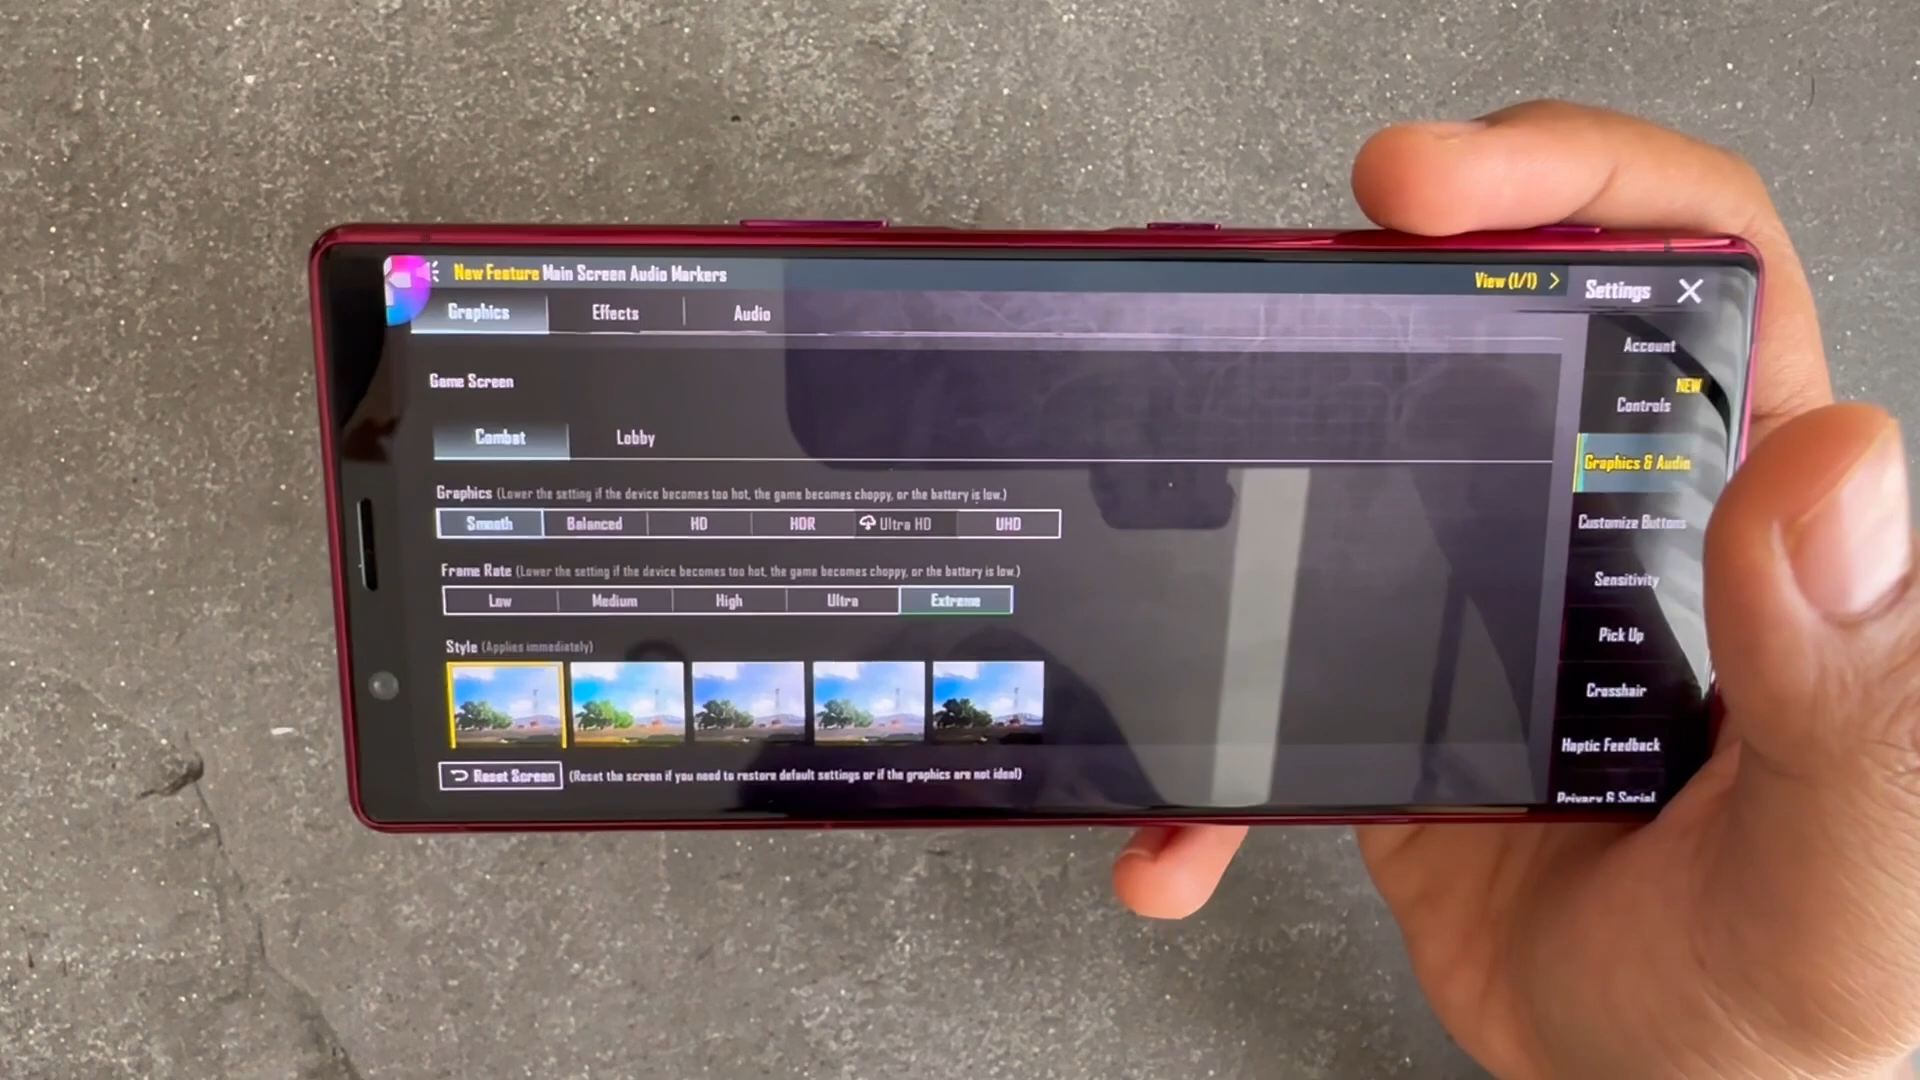 New Feature Main Screen Audio Markers
View (1/1)
Settings
Graphics
Effects
Audio
Game Screen
Combat
Lobby
Graphics (Lower the setting if the device becomes too hot, the game becomes choppy, or the battery is low.)
Smooth
Balanced
HD
HDR
Ultra HD
UHD
Frame Rate (Lower the setting if the device becomes too hot, the game becomes choppy, or the battery is low.)
Low
Medium
High
Ultra
Extreme
Style (Applies immediately)
Reset Screen
(Reset the screen if you need to restore default settings or if the graphics are not ideal)
Account
NEW
Controls
Graphics & Audio
Customize Buttons
Sensitivity
Pick Up
Crosshair
Haptic Feedback
Privacy & Social